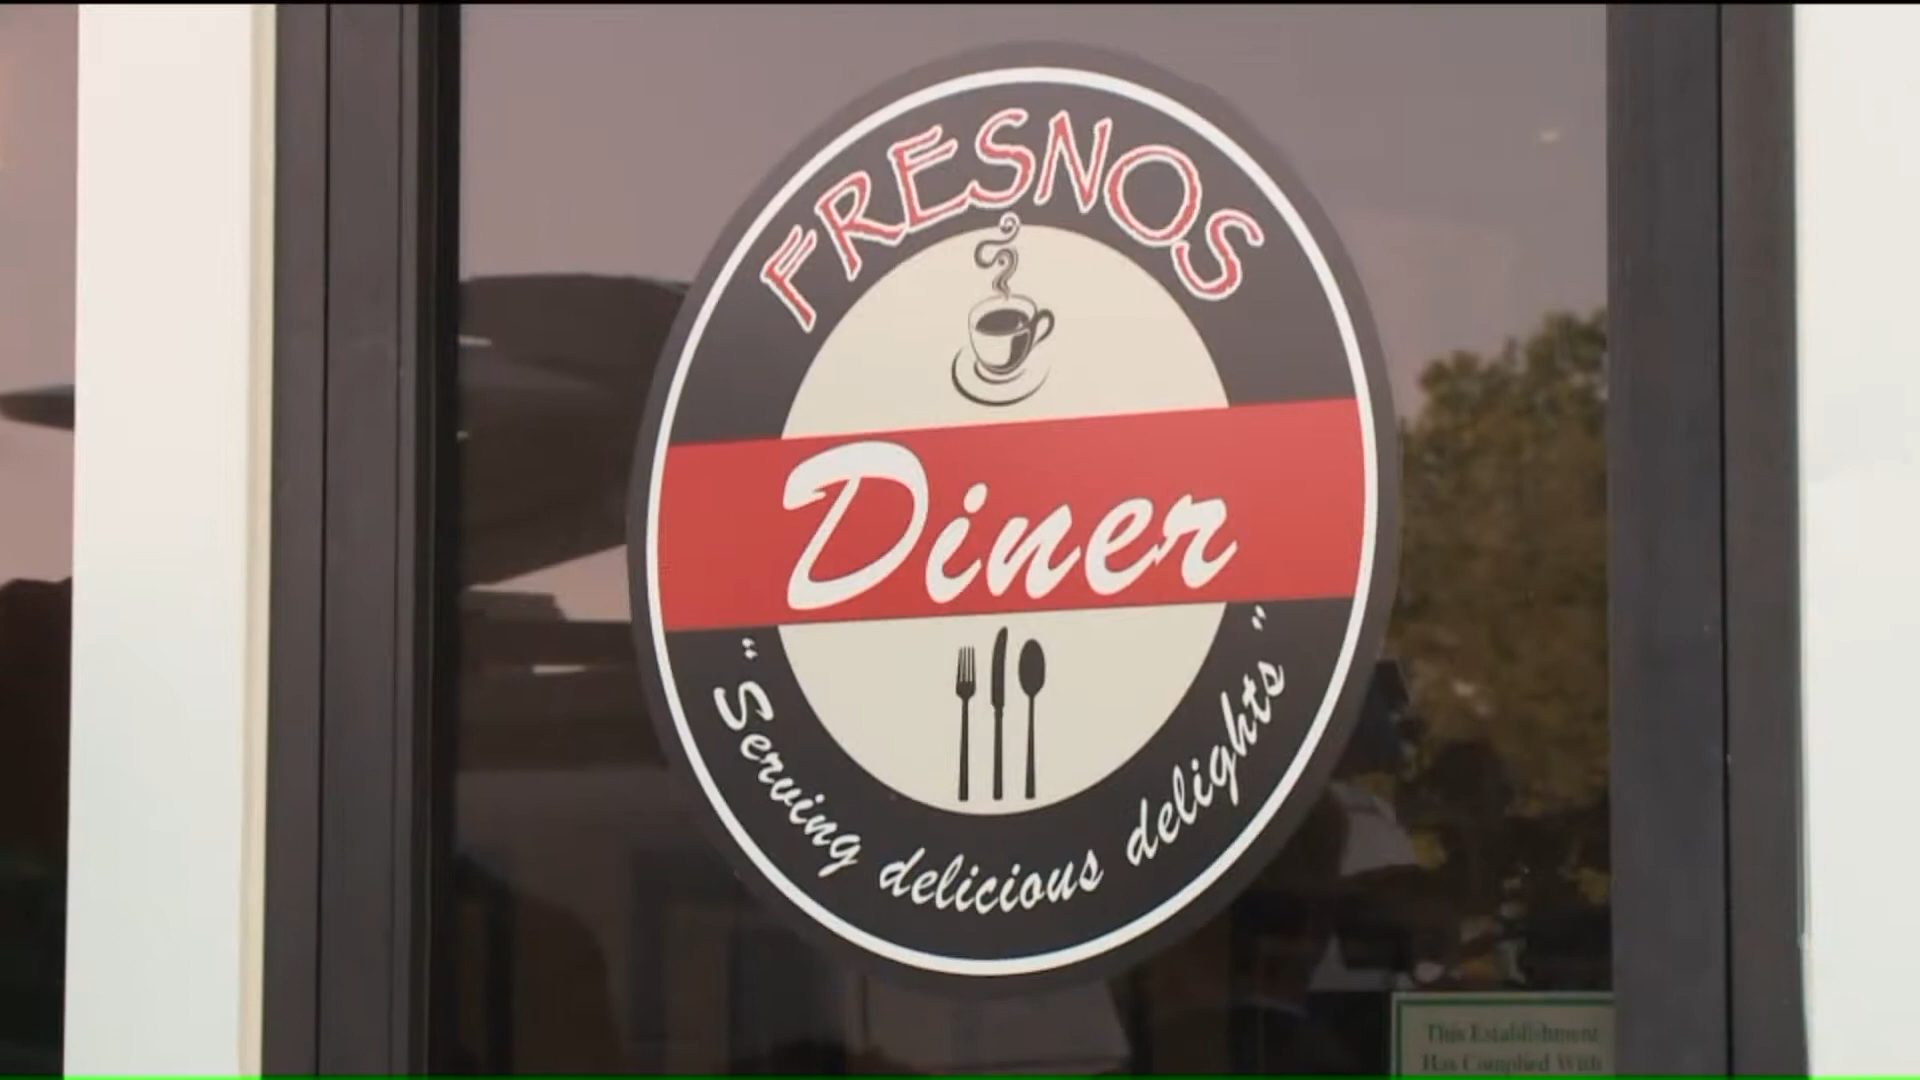 FRESNOS
Diner
"Serving delicious delights"
This Establishment
Has Complied With